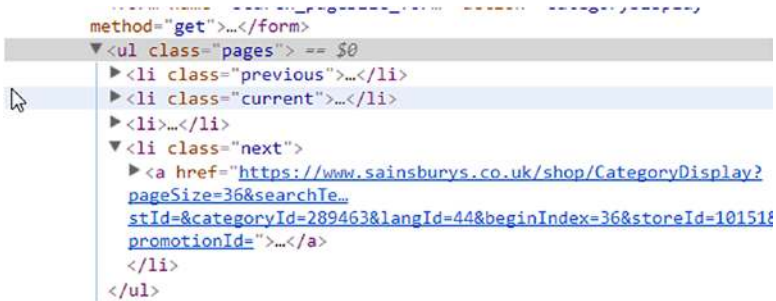 method="get">…</form>
▼<ul class="pages"> == $0
▶<li class="previous">…</li>
▶<li class="current">…</li>
▶<li>…</li>
▼<li class="next">
▶<a href="https://www.sainsburys.co.uk/shop/CategoryDisplay?
pageSize=36&searchTe…
stId=&categoryId=289463&langId=44&beginIndex=36&storeId=10151&
promotionId=">…</a>
</li>
</ul>